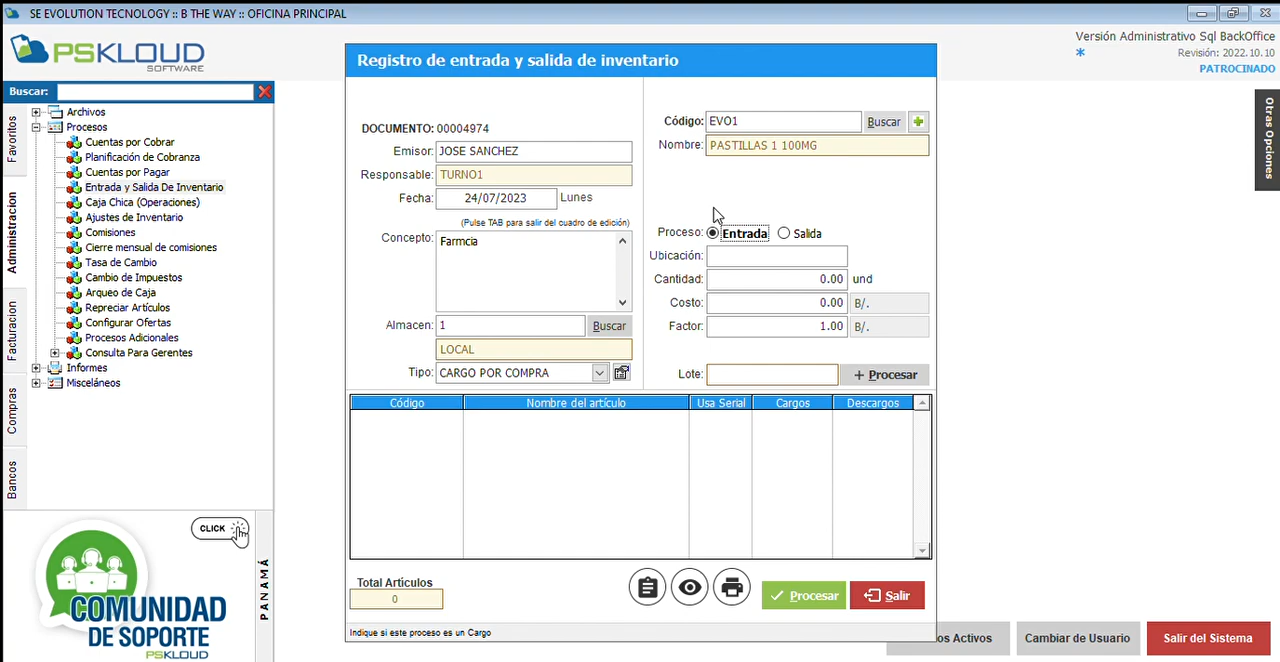 SE EVOLUTION TECNOLOGY :: B THE WAY :: OFICINA PRINCIPAL
PSKLOUD
SOFTWARE
Versión Administrativo Sql BackOffice
* Revisión: 2022.10.10
PATROCINADO
Buscar:
Favoritos
Administracion
Facturacion
Compras
Bancos
Archivos
Procesos
Cuentas por Cobrar
Planificación de Cobranza
Cuentas por Pagar
Entrada y Salida De Inventario
Caja Chica (Operaciones)
Ajustes de Inventario
Comisiones
Cierre mensual de comisiones
Tasa de Cambio
Cambio de Impuestos
Arqueo de Caja
Repreciar Artículos
Configurar Ofertas
Procesos Adicionales
Consulta Para Gerentes
Informes
Misceláneos
CLICK
COMUNIDAD
DE SOPORTE
PSKLOUD
PANAMÁ
Registro de entrada y salida de inventario
DOCUMENTO: 00004974
Emisor: JOSE SANCHEZ
Responsable: TURNO1
Fecha: 24/07/2023 Lunes
(Pulse TAB para salir del cuadro de edición)
Concepto: Farmcia
Almacen: 1 Buscar
LOCAL
Tipo: CARGO POR COMPRA
Código: EVO1 Buscar
Nombre: PASTILLAS 1 100MG
Proceso: Entrada Salida
Ubicación:
Cantidad: 0.00 und
Costo: 0.00 B/.
Factor: 1.00 B/.
Lote: + Procesar
Código Nombre del artículo Usa Serial Cargos Descargos
Total Artículos
0
Procesar Salir
Indique si este proceso es un Cargo
Otras Opciones
os Activos Cambiar de Usuario Salir del Sistema